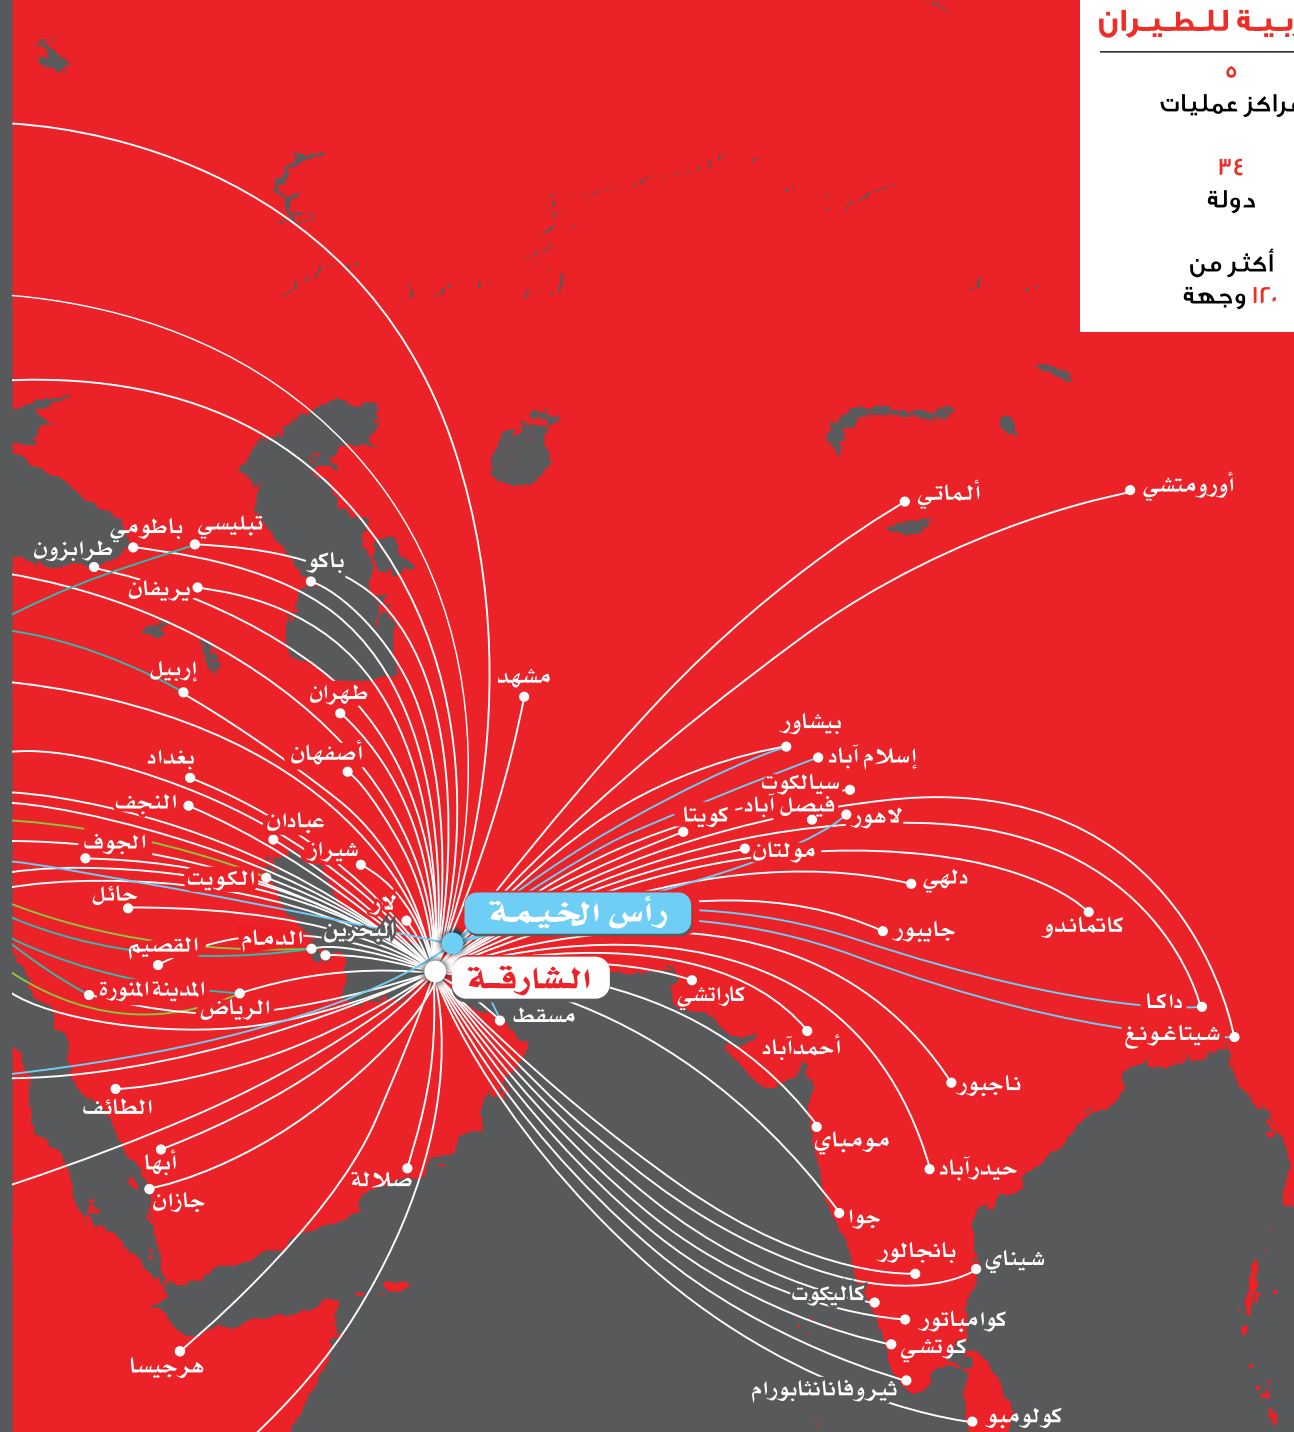 بية للطيران
٥
مراكز عمليات
٣٤
دولة
أكثر من
١٢٠ وجهة
أورومتشي
ألماتي
تبليسي
باطومي
طرابزون
باكو
يريفان
إربيل
طهران
مشهد
بيشاور
أصفهان
بغداد
إسلام آباد
سيالكوت
النجف
فيصل آباد
كويتا
لاهور
عبادان
الجوف
شيراز
مولتان
الكويت
دلهي
حائل
لار
رأس الخيمة
كاتماندو
البحرين
الدمام
القصيم
جايبور
الشارقة
المدينة المنورة
كاراتشي
داكا
الرياض
مسقط
شيتاغونغ
أحمدآباد
ناجبور
الطائف
مومباي
أبها
حيدرآباد
صلالة
جازان
جوا
بانجالور
شيناي
كاليكوت
كوامباتور
كوتشي
هرجيسا
ثيروفانانثابورام
كولومبو